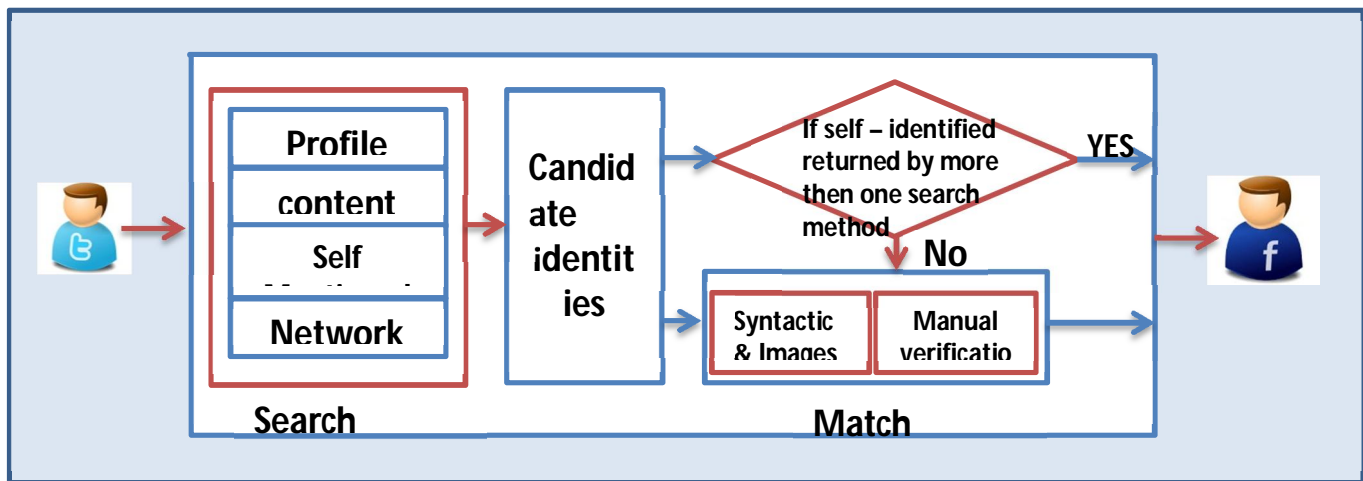 Profile
content
Self
Network
Search
Candid
ate
identit
ies
If self – identified
returned by more
then one search
method
YES
No
Syntactic
& Images
Manual
verificatio
Match
t
f